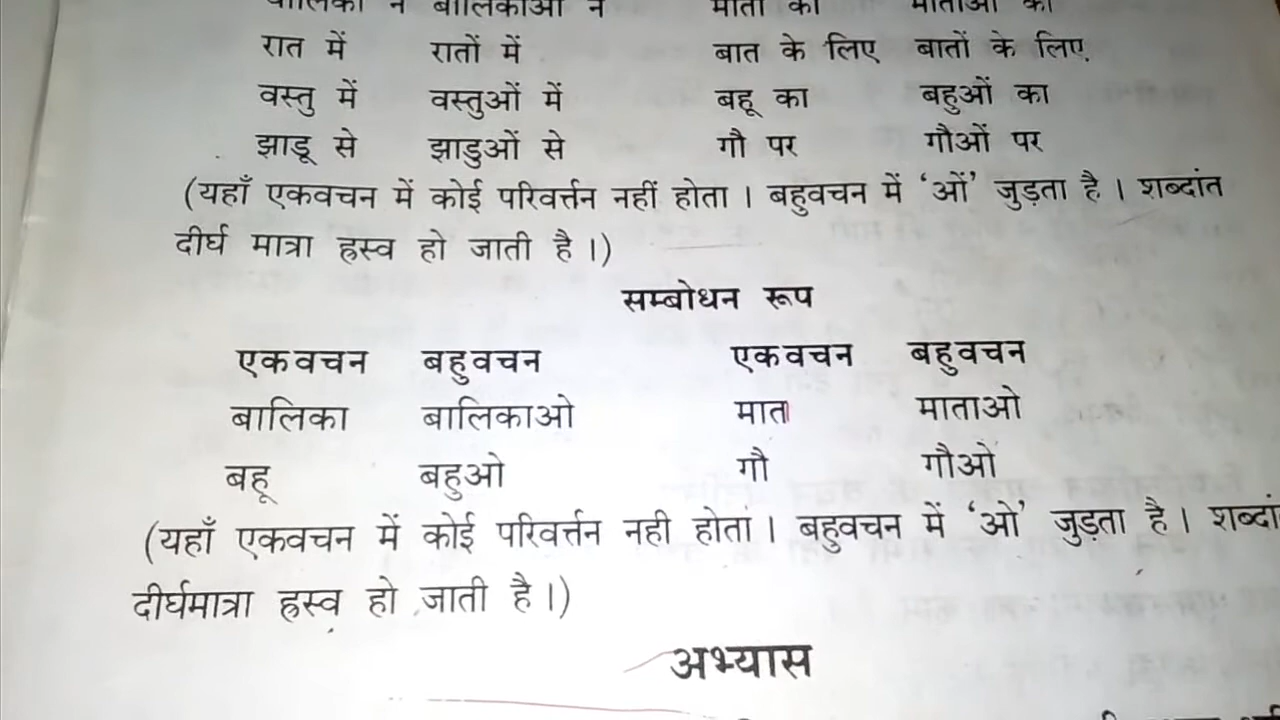 बालिका ने बालिकाओं ने माता को माताओं को
रात में रातों में बात के लिए बातों के लिए
वस्तु में वस्तुओं में बहू का बहुओं का
झाडू से झाडुओं से गौ पर गौओं पर
(यहाँ एकवचन में कोई परिवर्त्तन नहीं होता । बहुवचन में ‘ओं’ जुड़ता है । शब्दांत
दीर्घ मात्रा ह्रस्व हो जाती है ।)
सम्बोधन रूप
एकवचन बहुवचन एकवचन बहुवचन
बालिका बालिकाओ मात माताओ
बहू बहुओ गौ गौओ
(यहाँ एकवचन में कोई परिवर्त्तन नही होता । बहुवचन में ‘ओ’ जुड़ता है । शब्दां
दीर्घमात्रा ह्रस्व हो जाती है ।)
अभ्यास